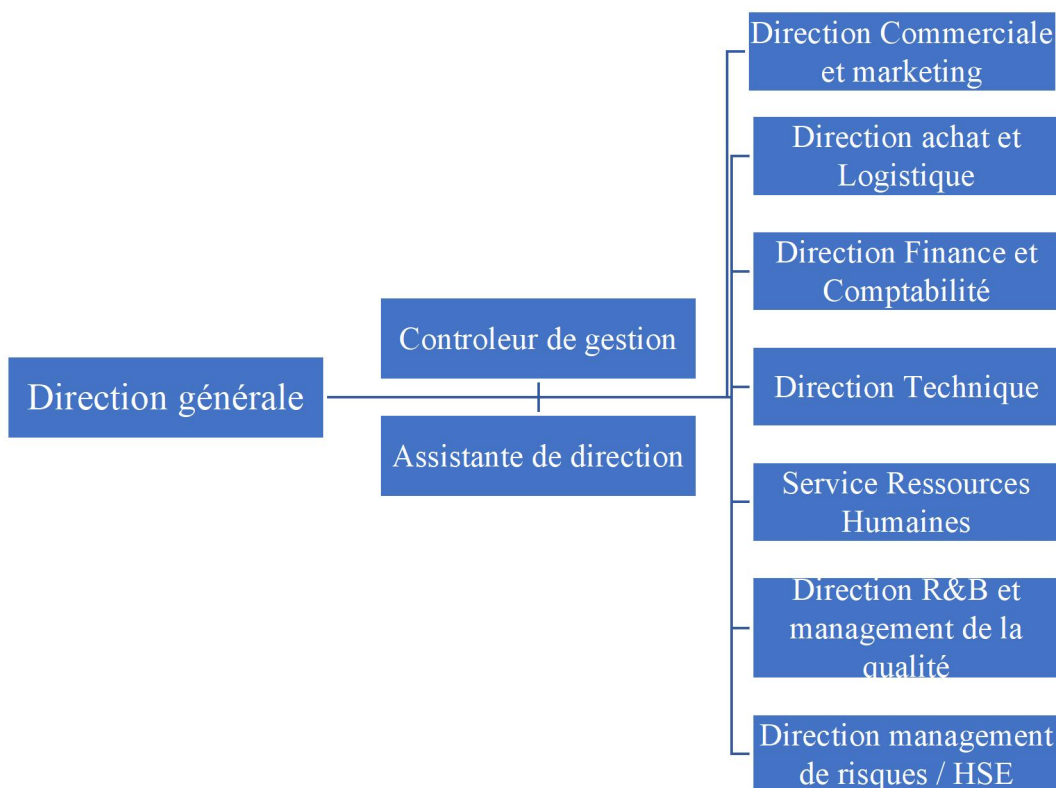 Direction générale
Controleur de gestion
Assistante de direction
Direction Commerciale
et marketing
Direction achat et
Logistique
Direction Finance et
Comptabilité
Direction Technique
Service Ressources
Humaines
Direction R&B et
management de la
qualité
Direction management
de risques / HSE